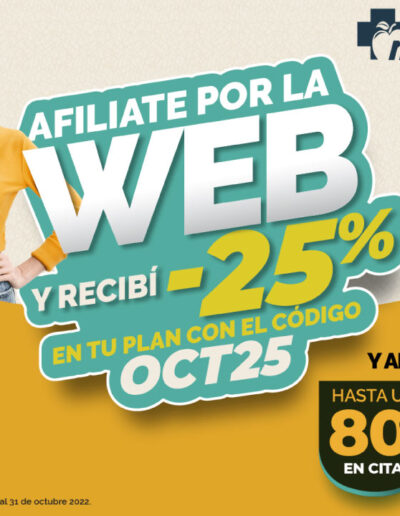 AFILIATE POR LA
WEB
Y RECIBÍ -25%
EN TU PLAN CON EL CÓDIGO
OCT25
HASTA U
80
EN CITA
al 31 de octubre 2022.